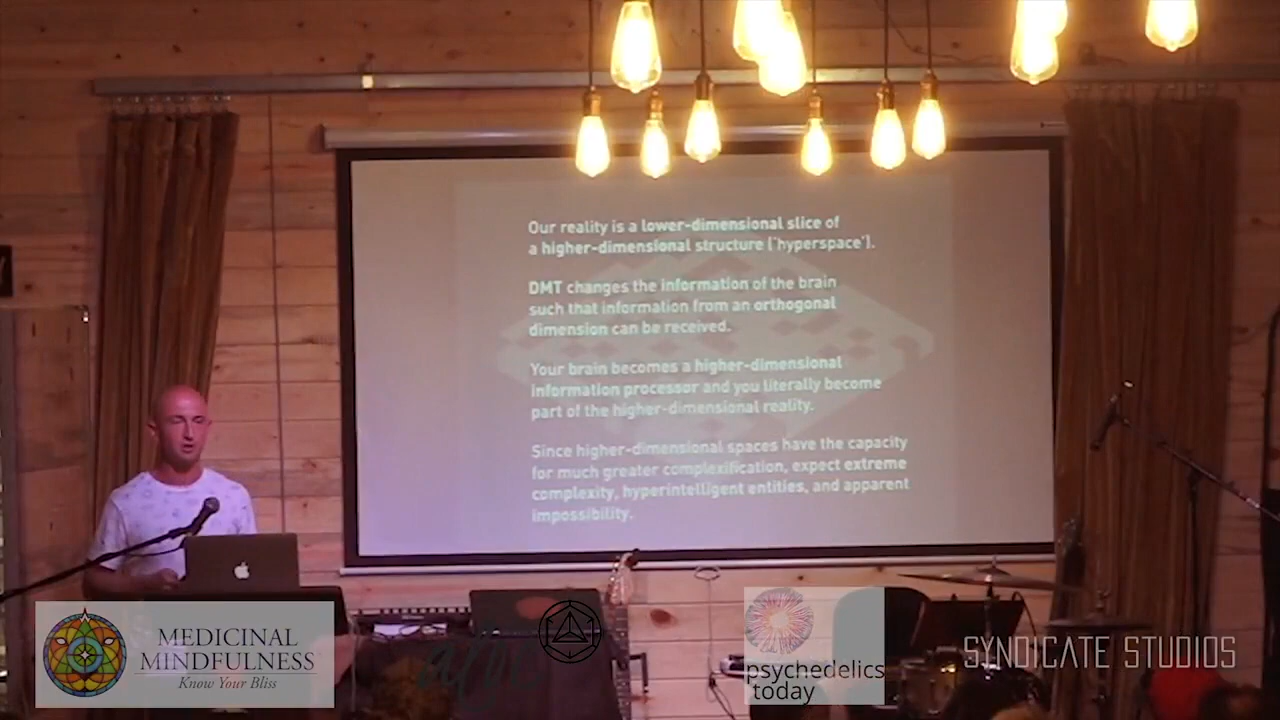 Our reality is a lower-dimensional slice of
a higher-dimensional structure ('hyperspace').
DMT changes the information of the brain
such that information from an orthogonal
dimension can be received.
Your brain becomes a higher-dimensional
information processor and you literally become
part of the higher-dimensional reality.
Since higher-dimensional spaces have the capacity
for much greater complexification, expect extreme
complexity, hyperintelligent entities, and apparent
impossibility.
MEDICINAL
MINDFULNESS
Know Your Bliss
psychedelics
today
SYNDICATE STUDIOS